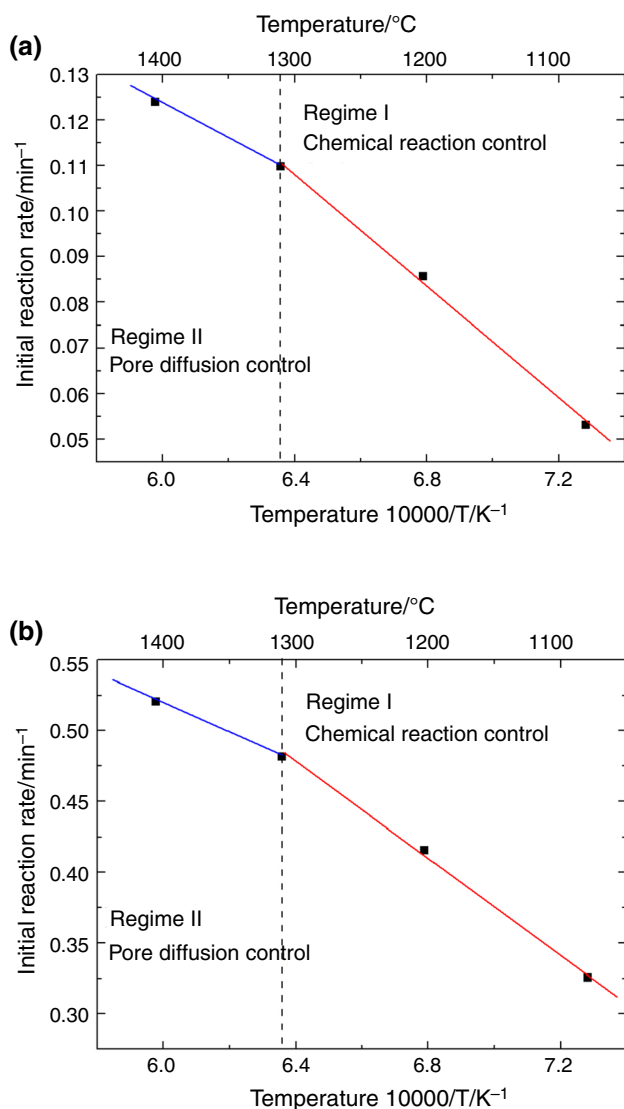 (a)
Temperature/°C
1400 1300 1200 1100
0.13
0.12
0.11
0.10
0.09
0.08
0.07
0.06
0.05
Initial reaction rate/min⁻¹
Regime I
Chemical reaction control
Regime II
Pore diffusion control
6.0 6.4 6.8 7.2
Temperature 10000/T/K⁻¹
(b)
Temperature/°C
1400 1300 1200 1100
0.55
0.50
0.45
0.40
0.35
0.30
Initial reaction rate/min⁻¹
Regime I
Chemical reaction control
Regime II
Pore diffusion control
6.0 6.4 6.8 7.2
Temperature 10000/T/K⁻¹